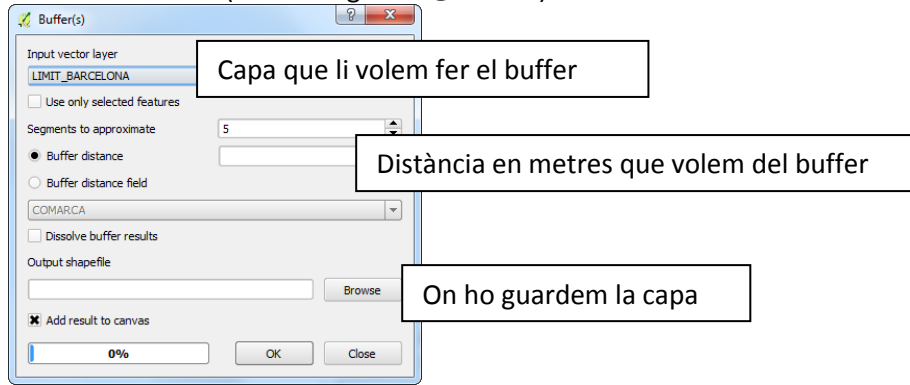 Buffer(s)
Input vector layer
LIMIT_BARCELONA
Capa que li volem fer el buffer
Use only selected features
Segments to approximate 5
Buffer distance
Distància en metres que volem del buffer
Buffer distance field
COMARCA
Dissolve buffer results
Output shapefile
Browse
On ho guardem la capa
Add result to canvas
0% OK Close